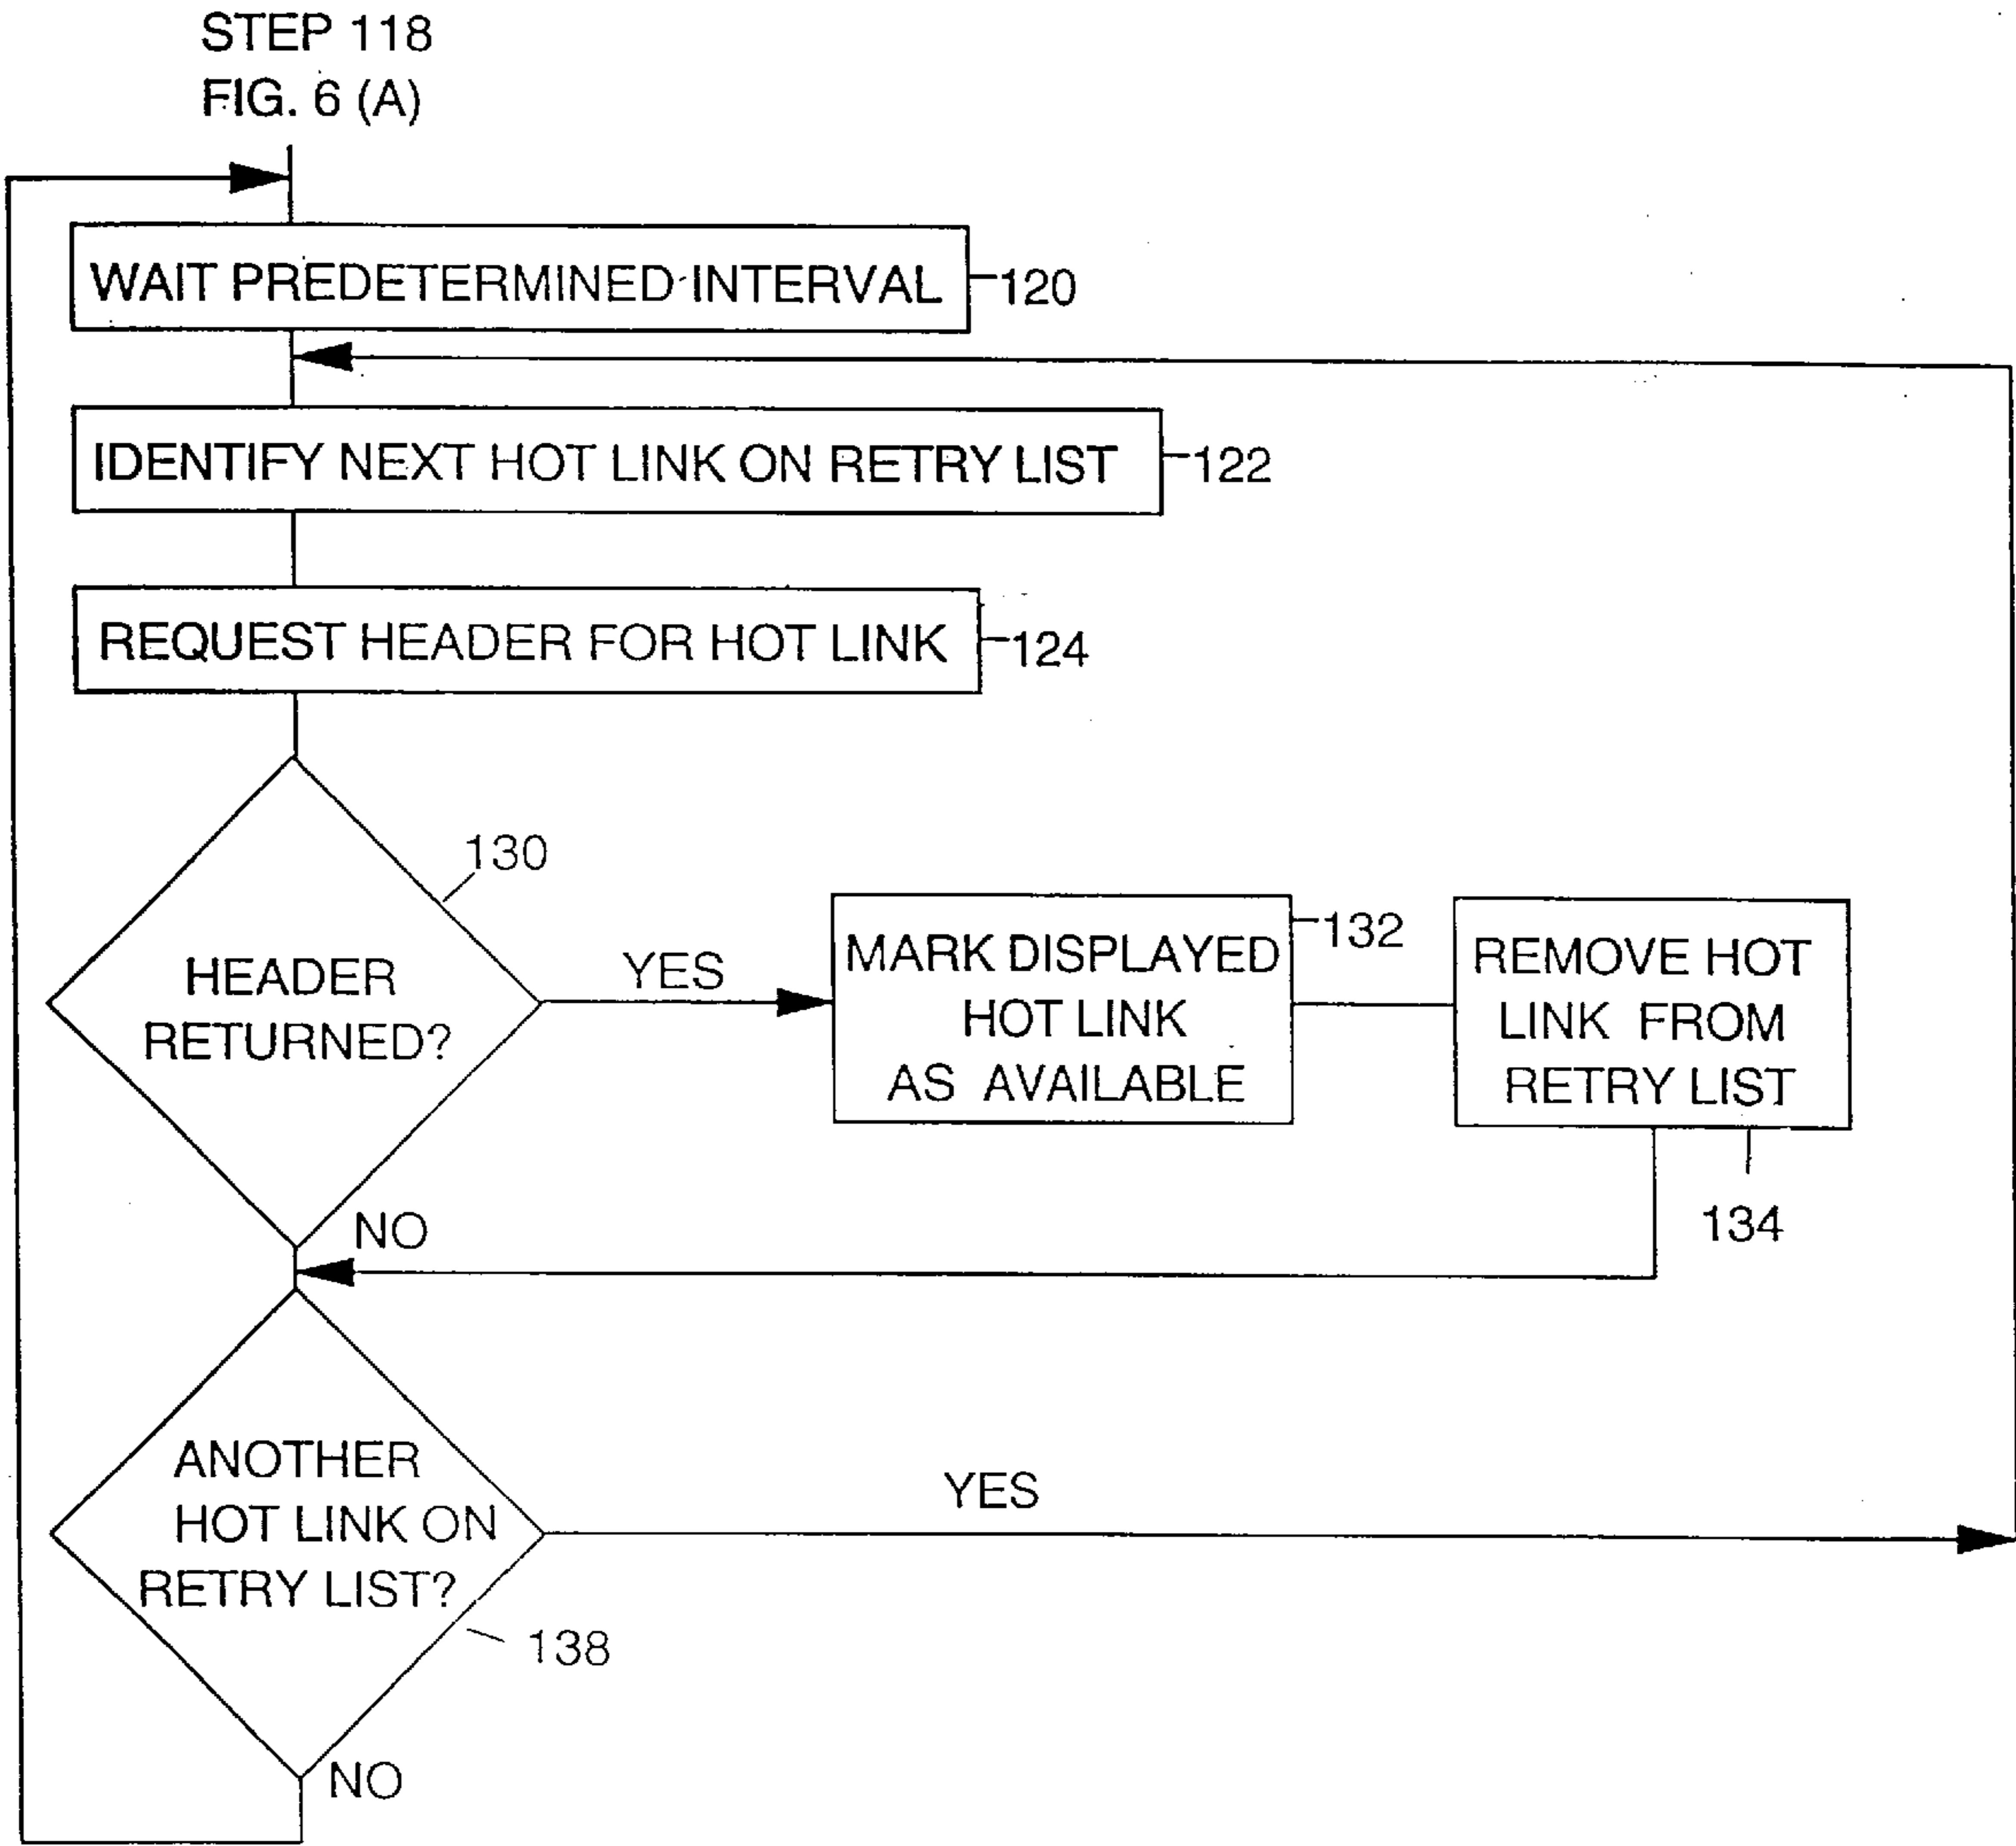 STEP 118
FIG. 6 (A)
WAIT PREDETERMINED INTERVAL
120
IDENTIFY NEXT HOT LINK ON RETRY LIST
122
REQUEST HEADER FOR HOT LINK
124
130
HEADER
RETURNED?
YES
MARK DISPLAYED
HOT LINK
AS AVAILABLE
132
REMOVE HOT
LINK FROM
RETRY LIST
134
NO
ANOTHER
HOT LINK ON
RETRY LIST?
YES
138
NO